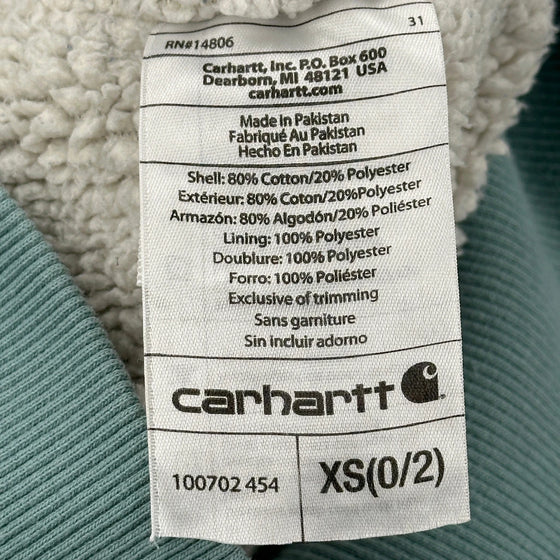 31
RN#14806
Carhartt, Inc. P.O. Box 600
Dearborn, MI 48121 USA
carhartt.com
Made In Pakistan
Fabriqué Au Pakistan
Hecho En Pakistan
Shell: 80% Cotton/20% Polyester
Extérieur: 80% Coton/20%Polyester
Armazón: 80% Algodón/20% Poliéster
Lining: 100% Polyester
Doublure: 100% Polyester
Forro: 100% Poliéster
Exclusive of trimming
Sans garniture
Sin incluir adorno
carhartt
100702 454
XS(0/2)